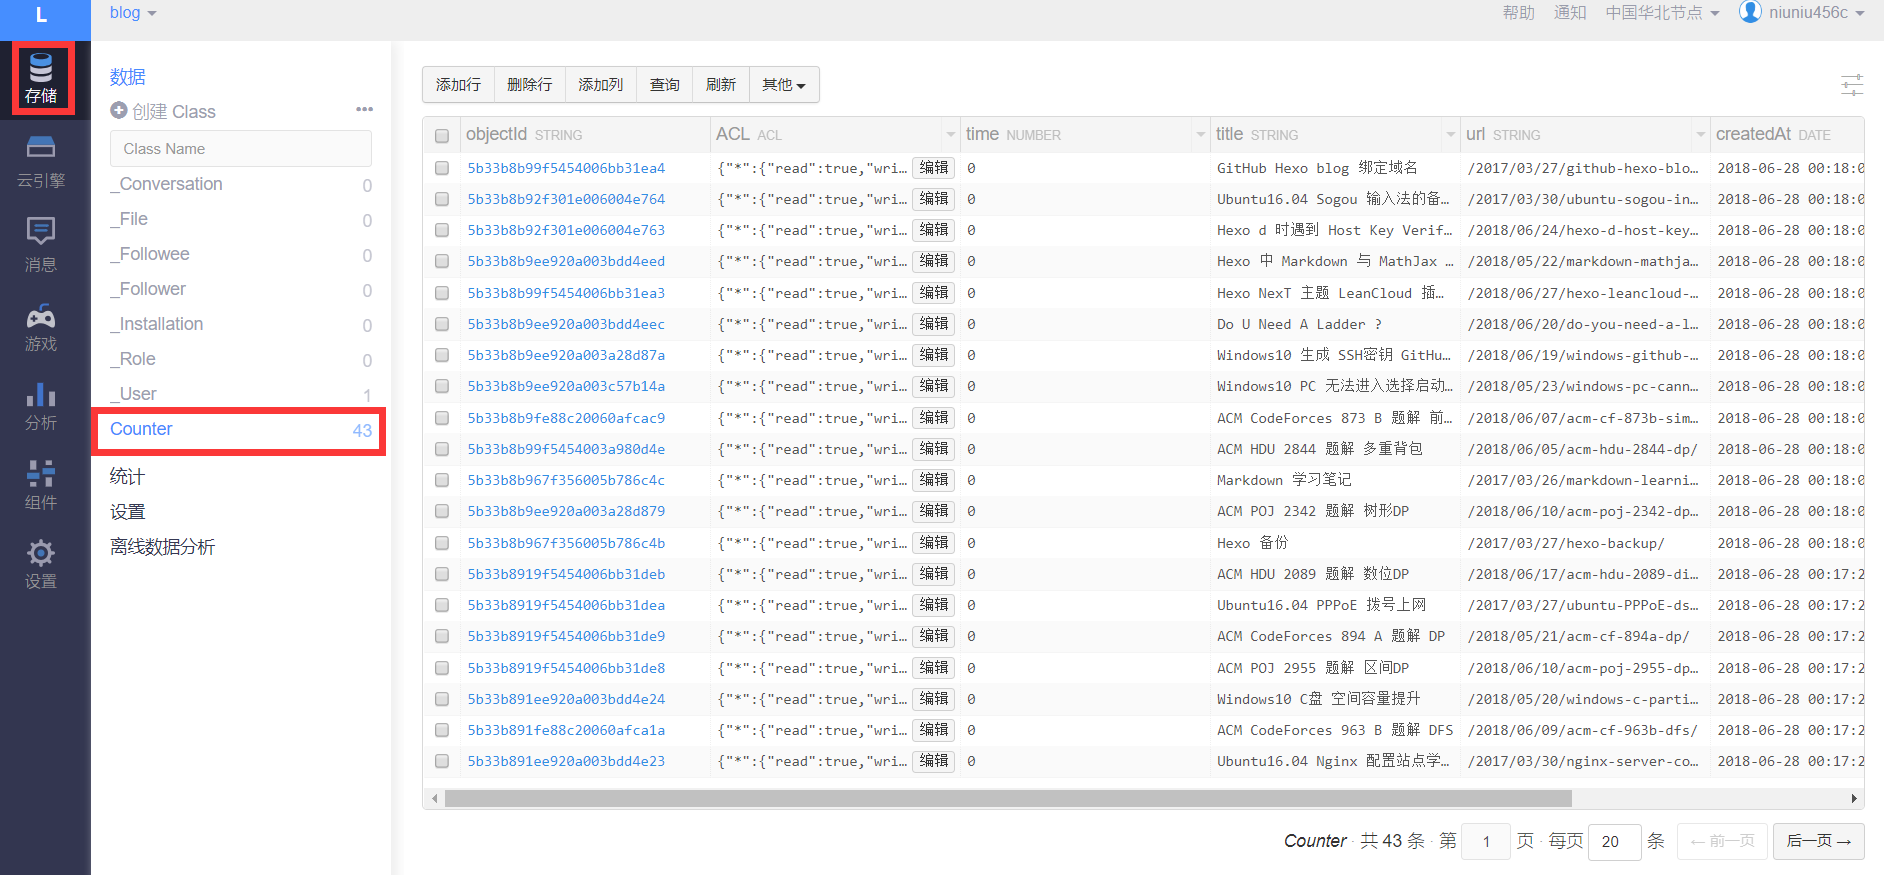 L
blog
帮助 通知 中国华北节点 niuniu456c
存储
云引擎
消息
游戏
分析
组件
设置
数据
创建 Class •••
Class Name
_Conversation 0
_File 0
_Followee 0
_Follower 0
_Installation 0
_Role 0
_User 1
Counter 43
统计
设置
离线数据分析
添加行 删除行 添加列 查询 刷新 其他
objectId STRING ACL ACL time NUMBER title STRING url STRING createdAt DATE
5b33b8b99f5454006bb31ea4 {"*":{"read":true,"wri... 编辑 0 GitHub Hexo blog 绑定域名 /2017/03/27/github-hexo-blo... 2018-06-28 00:18:0
5b33b8b92f301e006004e764 {"*":{"read":true,"wri... 编辑 0 Ubuntu16.04 Sogou 输入法的备... /2017/03/30/ubuntu-sogou-in... 2018-06-28 00:18:0
5b33b8b92f301e006004e763 {"*":{"read":true,"wri... 编辑 0 Hexo d 时遇到 Host Key Verif... /2018/06/24/hexo-d-host-key... 2018-06-28 00:18:0
5b33b8b9ee920a003bdd4eed {"*":{"read":true,"wri... 编辑 0 Hexo 中 Markdown 与 MathJax ... /2018/05/22/markdown-mathja... 2018-06-28 00:18:0
5b33b8b99f5454006bb31ea3 {"*":{"read":true,"wri... 编辑 0 Hexo NexT 主题 LeanCloud 插... /2018/06/27/hexo-leancloud-... 2018-06-28 00:18:0
5b33b8b9ee920a003bdd4eec {"*":{"read":true,"wri... 编辑 0 Do U Need A Ladder ? /2018/06/20/do-you-need-a-l... 2018-06-28 00:18:0
5b33b8b9ee920a003a28d87a {"*":{"read":true,"wri... 编辑 0 Windows10 生成 SSH密钥 GitHu... /2018/06/19/windows-github-... 2018-06-28 00:18:0
5b33b8b9ee920a003c57b14a {"*":{"read":true,"wri... 编辑 0 Windows10 PC 无法进入选择启动... /2018/05/23/windows-pc-cann... 2018-06-28 00:18:0
5b33b8b9fe88c20060afcac9 {"*":{"read":true,"wri... 编辑 0 ACM CodeForces 873 B 题解 前... /2018/06/07/acm-cf-873b-sim... 2018-06-28 00:18:0
5b33b8b99f5454003a980d4e {"*":{"read":true,"wri... 编辑 0 ACM HDU 2844 题解 多重背包 /2018/06/05/acm-hdu-2844-dp/ 2018-06-28 00:18:0
5b33b8b967f356005b786c4c {"*":{"read":true,"wri... 编辑 0 Markdown 学习笔记 /2017/03/26/markdown-learni... 2018-06-28 00:18:0
5b33b8b9ee920a003a28d879 {"*":{"read":true,"wri... 编辑 0 ACM POJ 2342 题解 树形DP /2018/06/10/acm-poj-2342-dp... 2018-06-28 00:18:0
5b33b8b967f356005b786c4b {"*":{"read":true,"wri... 编辑 0 Hexo 备份 /2017/03/27/hexo-backup/ 2018-06-28 00:18:0
5b33b8919f5454006bb31deb {"*":{"read":true,"wri... 编辑 0 ACM HDU 2089 题解 数位DP /2018/06/17/acm-hdu-2089-di... 2018-06-28 00:17:2
5b33b8919f5454006bb31dea {"*":{"read":true,"wri... 编辑 0 Ubuntu16.04 PPPoE 拨号上网 /2017/03/27/ubuntu-PPPoE-ds... 2018-06-28 00:17:2
5b33b8919f5454006bb31de9 {"*":{"read":true,"wri... 编辑 0 ACM CodeForces 894 A 题解 DP /2018/05/21/acm-cf-894a-dp/ 2018-06-28 00:17:2
5b33b8919f5454006bb31de8 {"*":{"read":true,"wri... 编辑 0 ACM POJ 2955 题解 区间DP /2018/06/10/acm-poj-2955-dp... 2018-06-28 00:17:2
5b33b891ee920a003bdd4e24 {"*":{"read":true,"wri... 编辑 0 Windows10 C盘 空间容量提升 /2018/05/20/windows-c-parti... 2018-06-28 00:17:2
5b33b891fe88c20060afca1a {"*":{"read":true,"wri... 编辑 0 ACM CodeForces 963 B 题解 DFS /2018/06/09/acm-cf-963b-dfs/ 2018-06-28 00:17:2
5b33b891ee920a003bdd4e23 {"*":{"read":true,"wri... 编辑 0 Ubuntu16.04 Nginx 配置站点学... /2017/03/30/nginx-server-co... 2018-06-28 00:17:2
Counter · 共 43 条 · 第 1 页 · 每页 20 条 ← 前一页 后一页 →